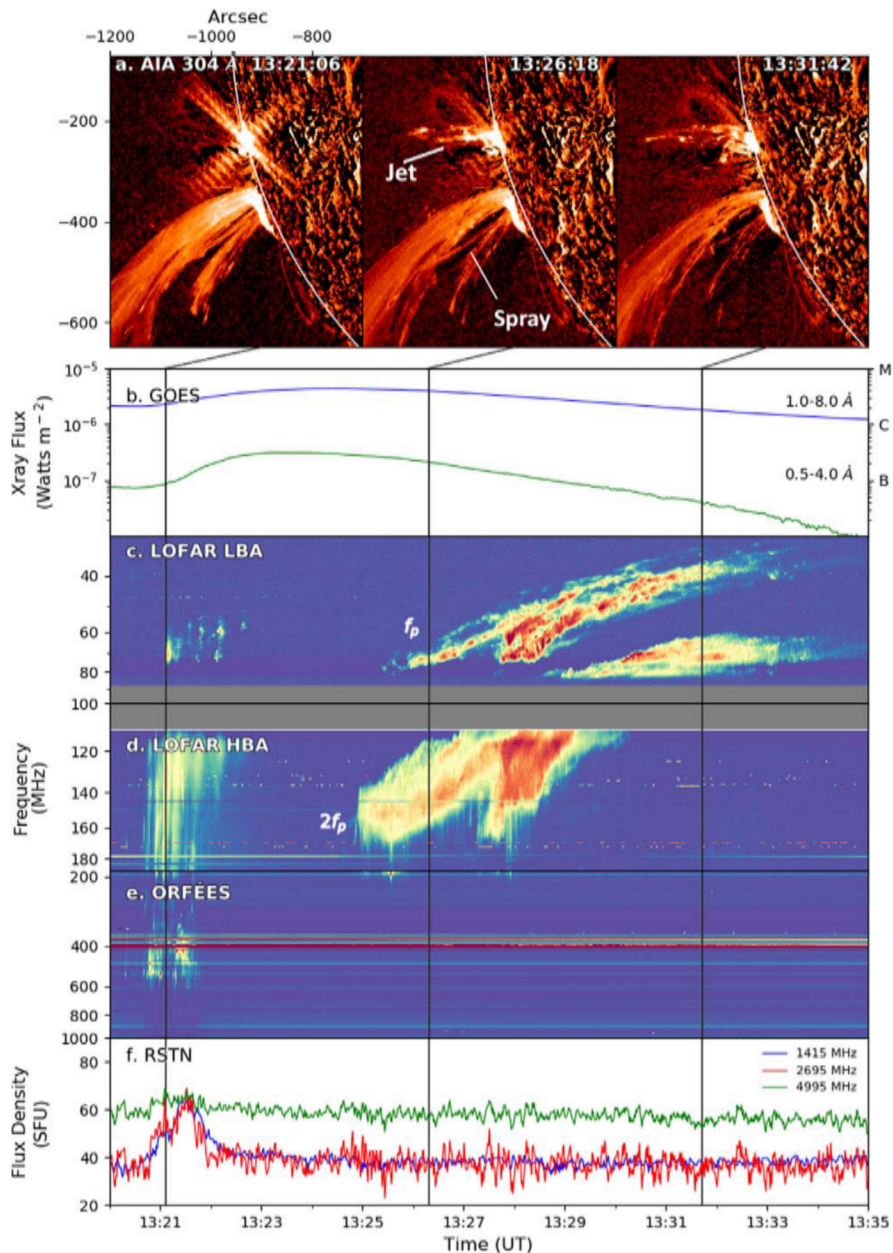 Arcsec
−1200 −1000 −800
a. AIA 304 Å 13:21:06 13:26:18 13:31:42
−200
Jet
−400
Spray
−600
10⁻⁵ M
b. GOES
1.0-8.0 Å
10⁻⁶ C
Xray Flux
(Watts m⁻²)
0.5-4.0 Å
10⁻⁷ B
c. LOFAR LBA
40
fₚ
60
80
100
d. LOFAR HBA
120
Frequency
(MHz)
140
2fₚ
160
180
200
e. ORFÉES
400
600
800
1000
f. RSTN
80
1415 MHz
2695 MHz
4995 MHz
Flux Density
(SFU)
60
40
20
13:21 13:23 13:25 13:27 13:29 13:31 13:33 13:35
Time (UT)